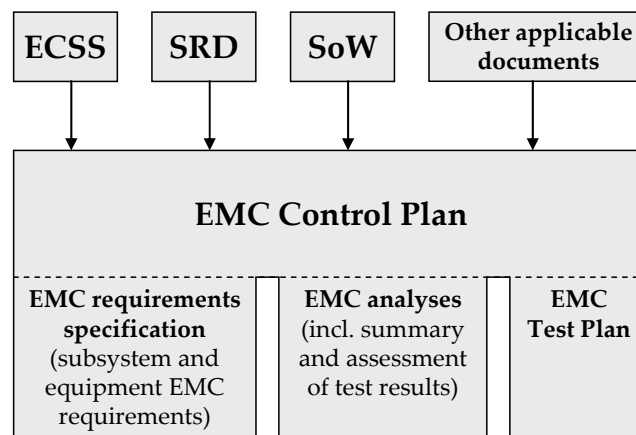 ECSS
SRD
SoW
Other applicable
documents
EMC Control Plan
EMC requirements
specification
(subsystem and
equipment EMC
requirements)
EMC analyses
(incl. summary
and assessment
of test results)
EMC
Test Plan